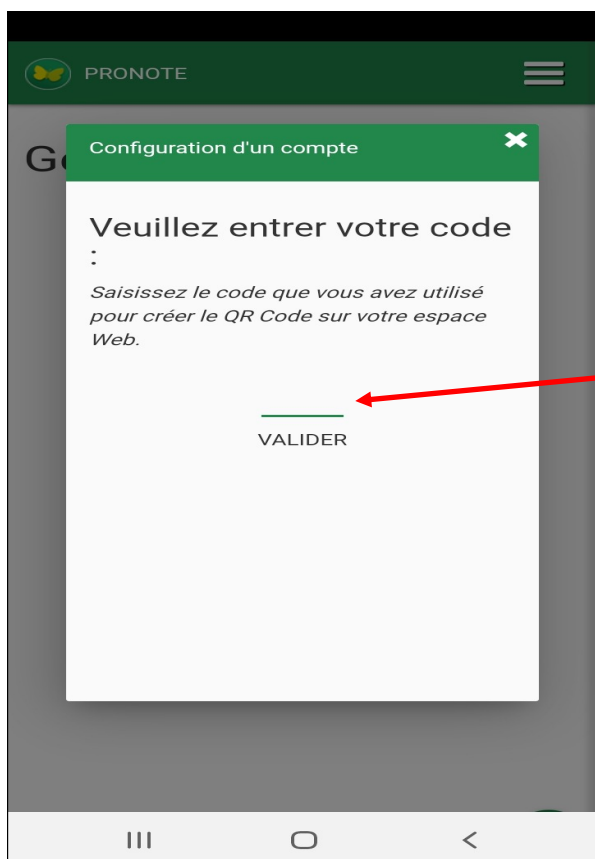 PRONOTE
Ge
Configuration d'un compte
Veuillez entrer votre code
:
Saisissez le code que vous avez utilisé
pour créer le QR Code sur votre espace
Web.
VALIDER